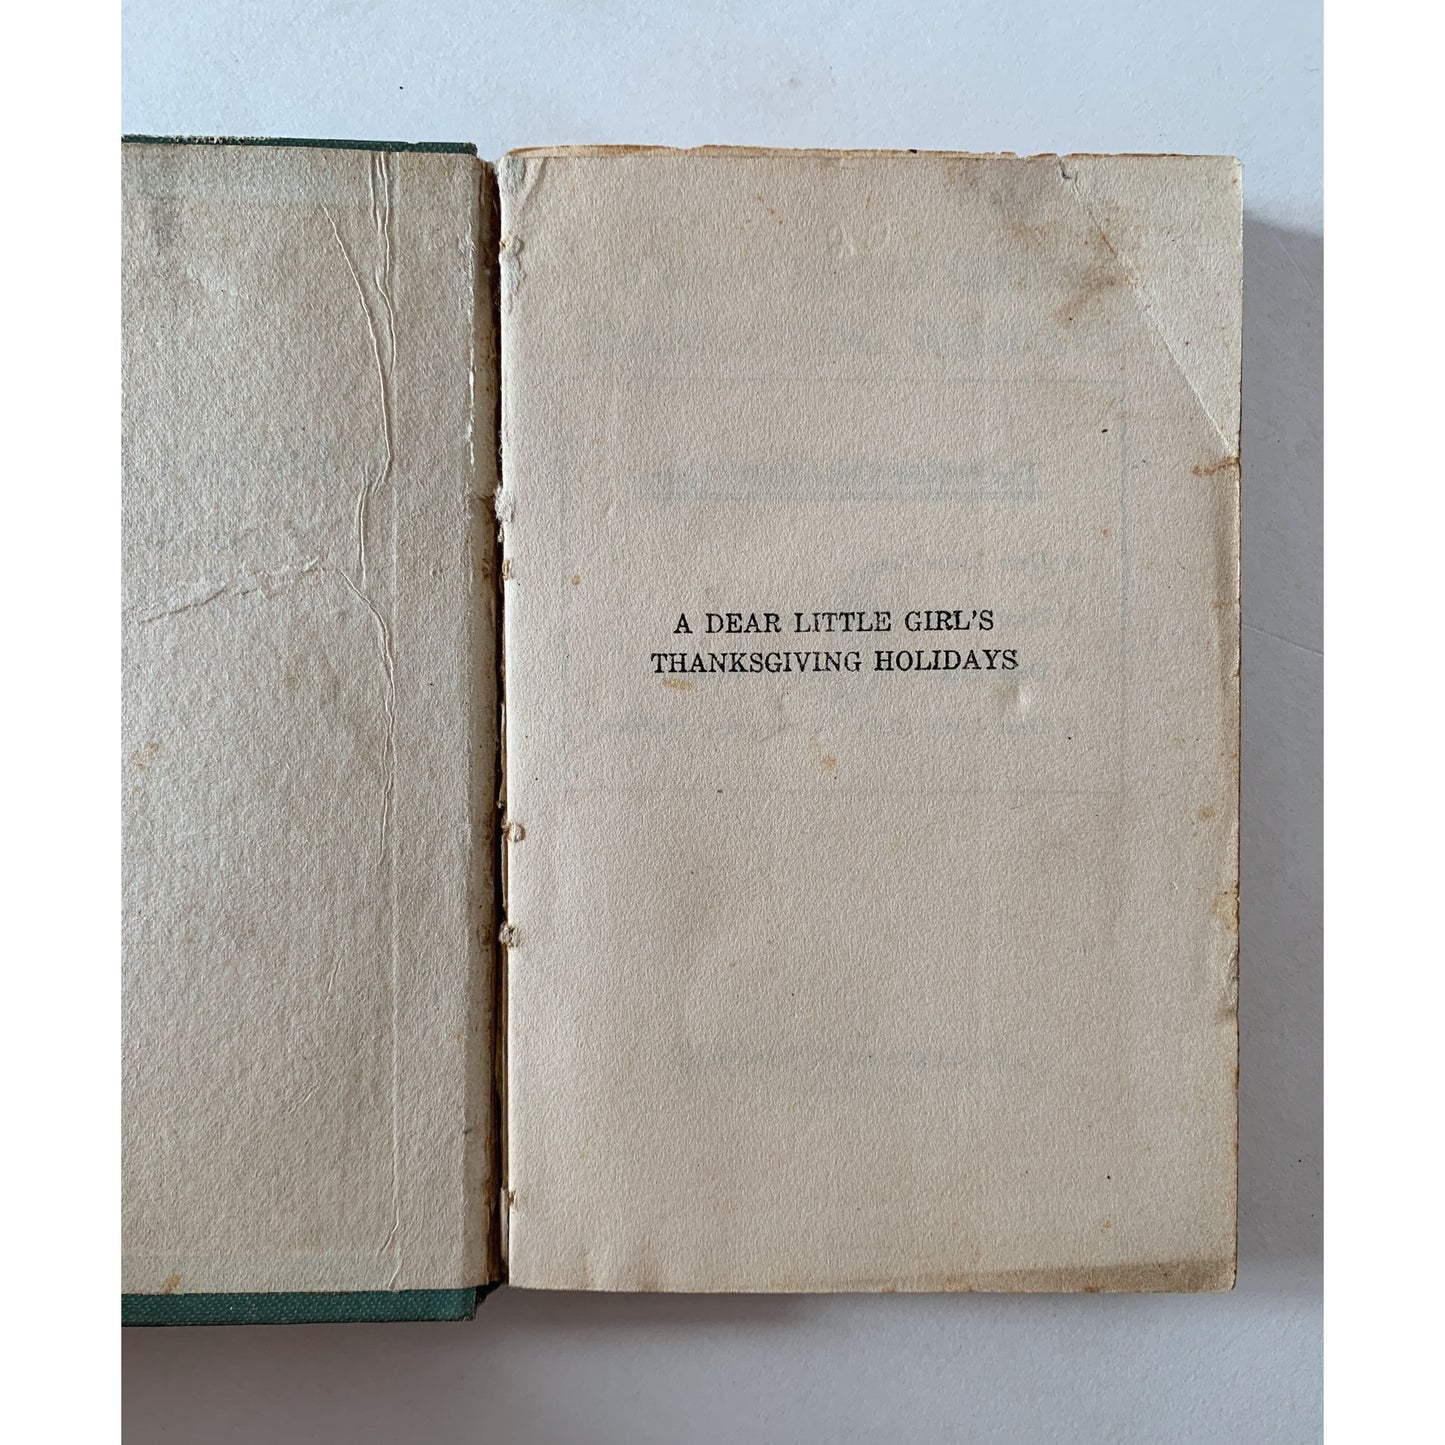 A DEAR LITTLE GIRL'S
THANKSGIVING HOLIDAYS